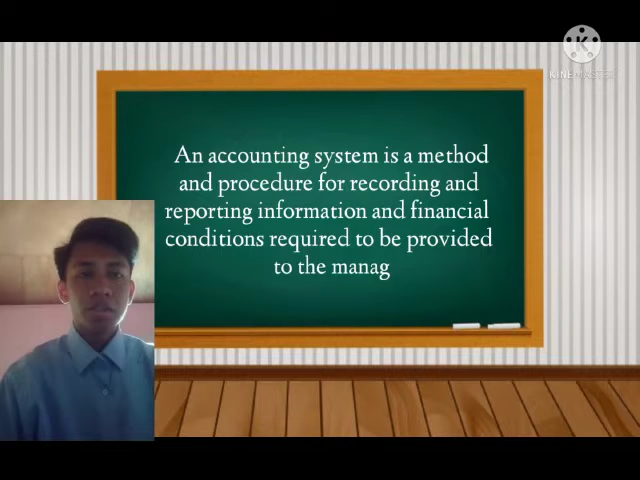 KINEMASTER
An accounting system is a method
and procedure for recording and
reporting information and financial
conditions required to be provided
to the manag